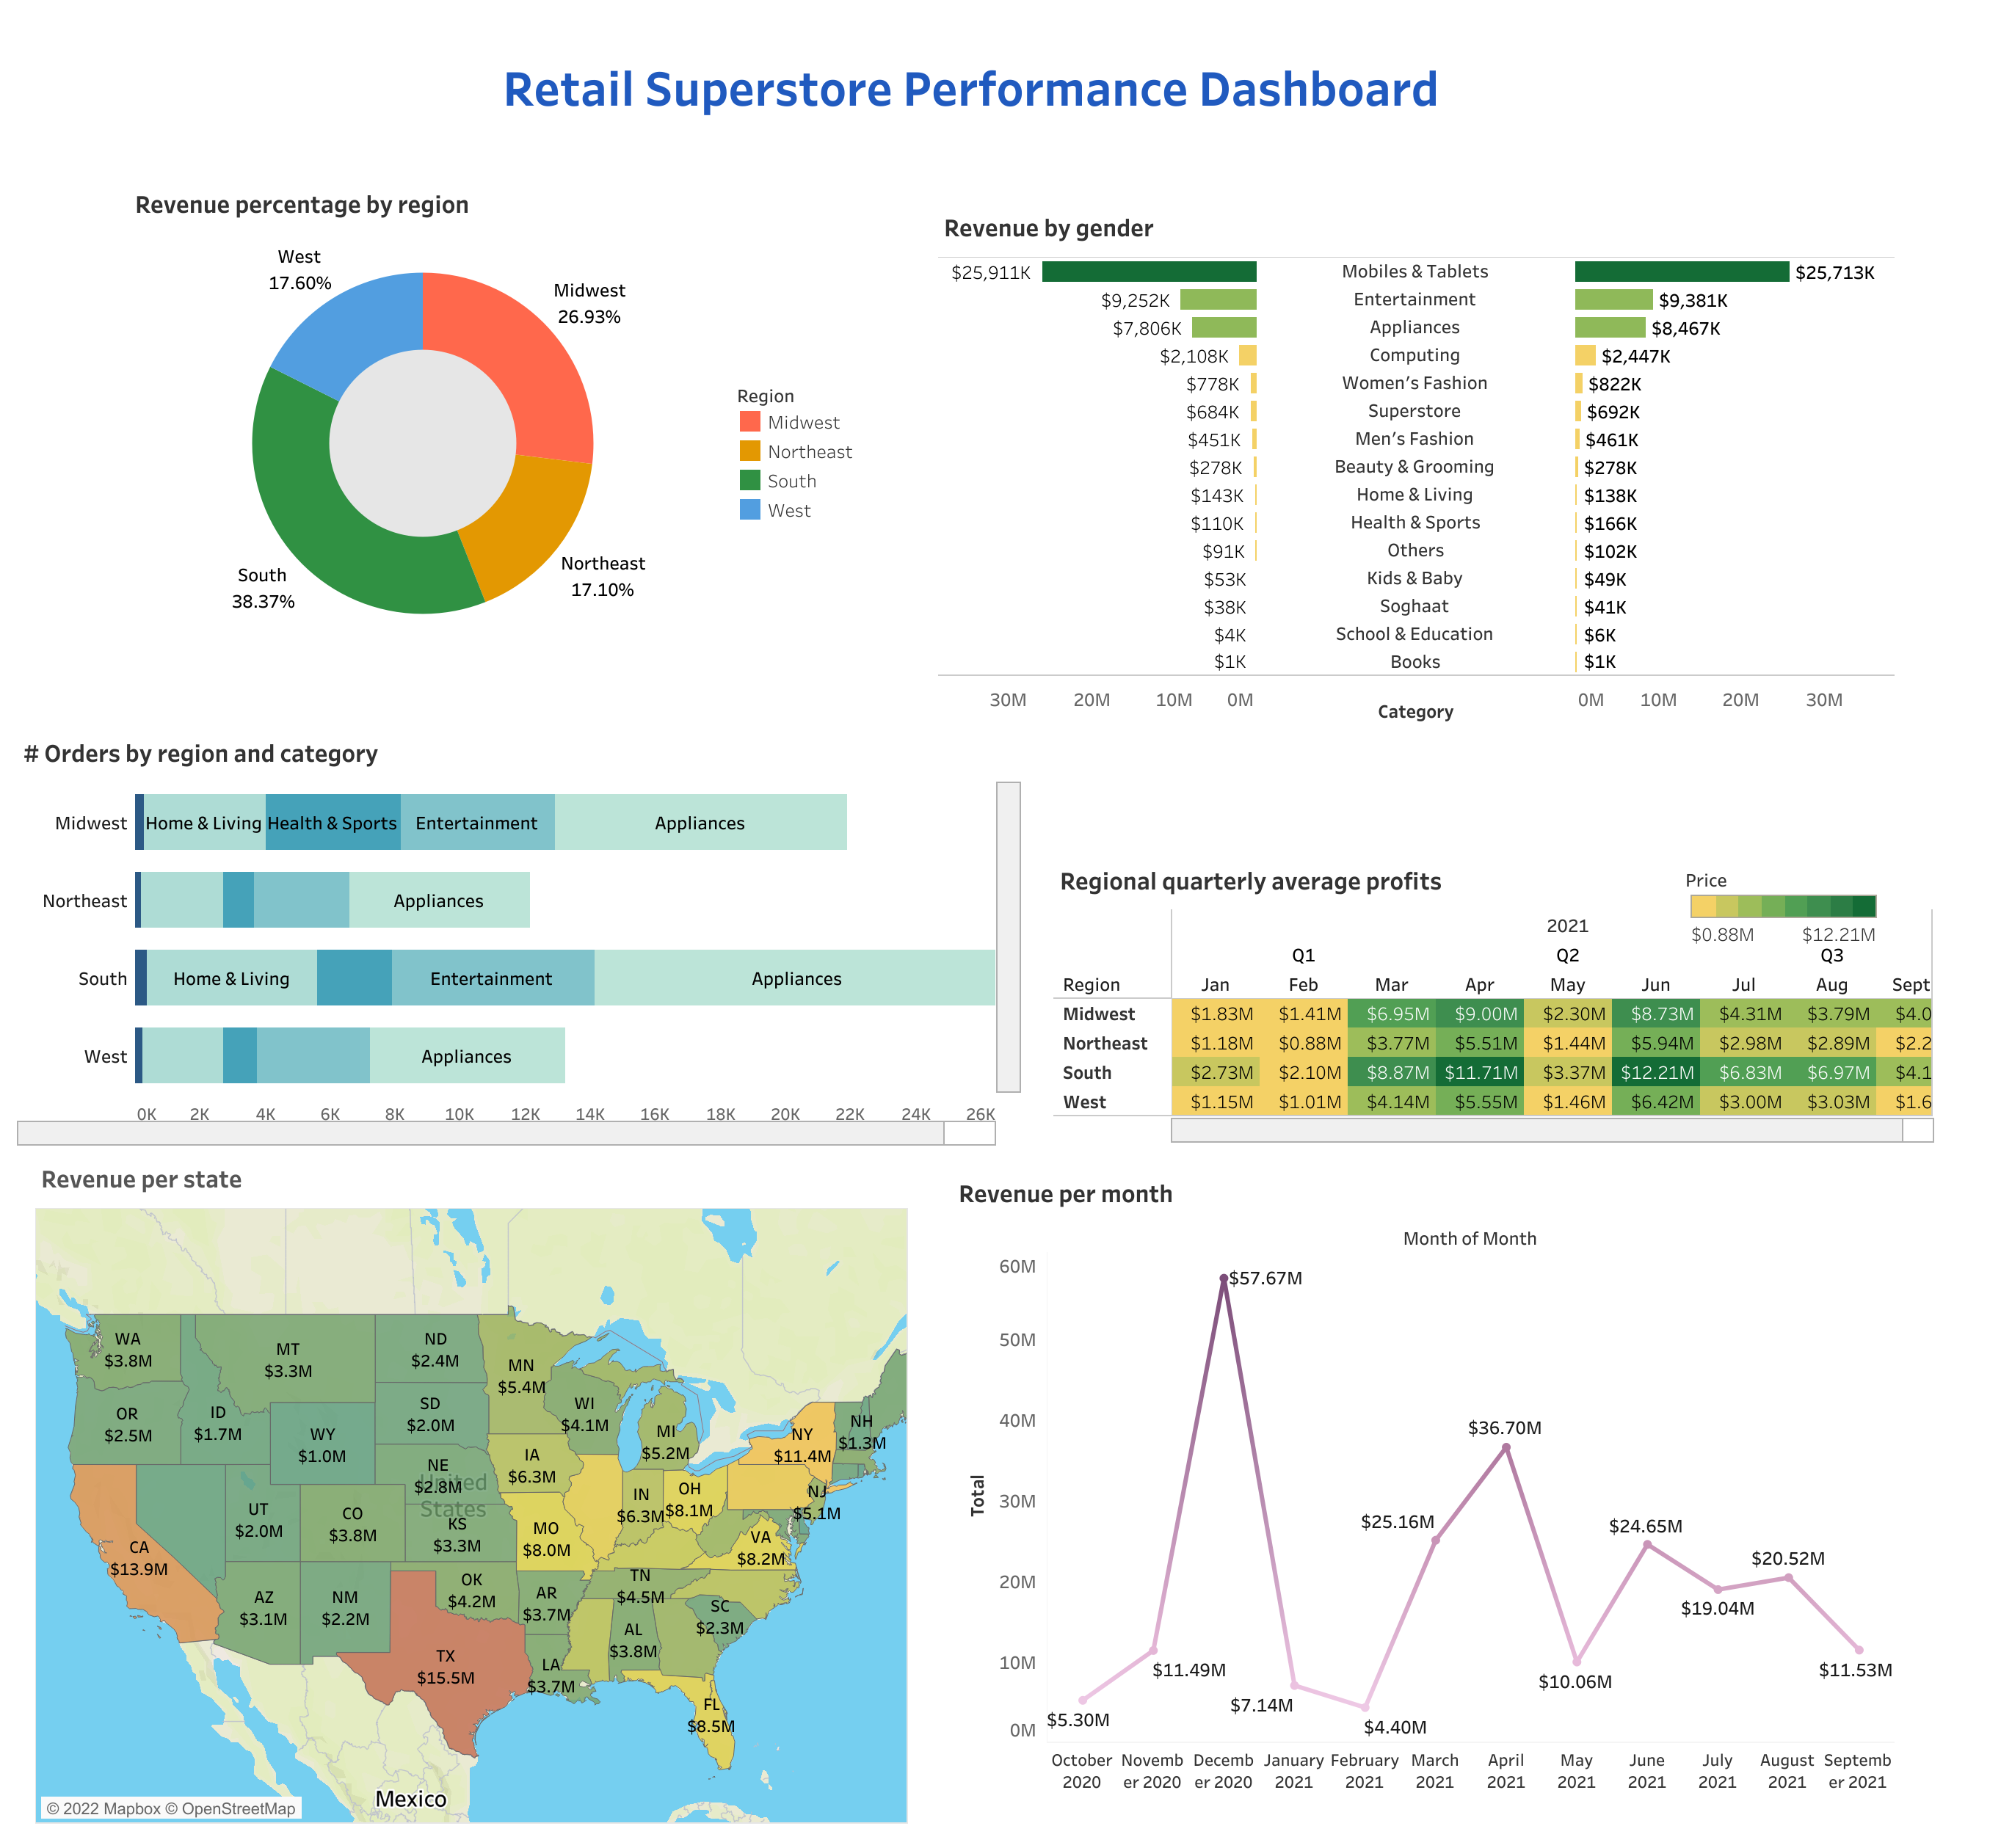 Retail Superstore Performance Dashboard
Revenue percentage by region
West
17.60%
Midwest
26.93%
South
38.37%
Northeast
17.10%
Region
Midwest
Northeast
South
West
Revenue by gender
$25,911K Mobiles & Tablets $25,713K
$9,252K Entertainment $9,381K
$7,806K Appliances $8,467K
$2,108K Computing $2,447K
$778K Women's Fashion $822K
$684K Superstore $692K
$451K Men's Fashion $461K
$278K Beauty & Grooming $278K
$143K Home & Living $138K
$110K Health & Sports $166K
$91K Others $102K
$53K Kids & Baby $49K
$38K Soghaat $41K
$4K School & Education $6K
$1K Books $1K
30M 20M 10M 0M 0M 10M 20M 30M
Category
# Orders by region and category
Midwest Home & Living Health & Sports Entertainment Appliances
Northeast Appliances
South Home & Living Entertainment Appliances
West Appliances
0K 2K 4K 6K 8K 10K 12K 14K 16K 18K 20K 22K 24K 26K
Regional quarterly average profits
Price
$0.88M $12.21M
2021
Q1 Q2 Q3
Region Jan Feb Mar Apr May Jun Jul Aug Sept
Midwest $1.83M $1.41M $6.95M $9.00M $2.30M $8.73M $4.31M $3.79M $4.0
Northeast $1.18M $0.88M $3.77M $5.51M $1.44M $5.94M $2.98M $2.89M $2.2
South $2.73M $2.10M $8.87M $11.71M $3.37M $12.21M $6.83M $6.97M $4.1
West $1.15M $1.01M $4.14M $5.55M $1.46M $6.42M $3.00M $3.03M $1.6
Revenue per state
WA
$3.8M
MT
$3.3M
ND
$2.4M
MN
$5.4M
OR
$2.5M
ID
$1.7M
WY
$1.0M
SD
$2.0M
WI
$4.1M
MI
$5.2M
NY
$11.4M
NH
$1.3M
NE
$2.8M
United
States
IA
$6.3M
IN
$6.3M
OH
$8.1M
NJ
$5.1M
UT
$2.0M
CO
$3.8M
KS
$3.3M
MO
$8.0M
VA
$8.2M
CA
$13.9M
AZ
$3.1M
NM
$2.2M
OK
$4.2M
AR
$3.7M
TN
$4.5M
SC
$2.3M
TX
$15.5M
LA
$3.7M
AL
$3.8M
FL
$8.5M
Mexico
© 2022 Mapbox © OpenStreetMap
Revenue per month
Month of Month
Total
60M
50M
40M
30M
20M
10M
0M
$5.30M
$11.49M
$57.67M
$7.14M
$4.40M
$25.16M
$36.70M
$10.06M
$24.65M
$19.04M
$20.52M
$11.53M
October Novemb Decemb January February March April May June July August Septemb
2020 er 2020 er 2020 2021 2021 2021 2021 2021 2021 2021 2021 er 2021